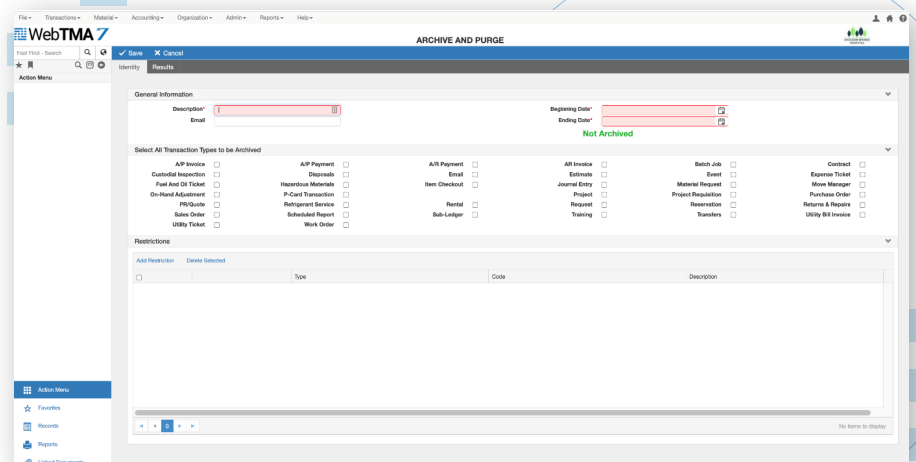 File Transactions Material Accounting Organization Admin Reports Help
WebTMA 7
ARCHIVE AND PURGE
Fast Find - Search
Save X Cancel
Identity Results
Action Menu
General Information
Description* Beginning Date*
Email Ending Date*
Not Archived
Select All Transaction Types to be Archived
A/P Invoice A/P Payment A/R Payment AR Invoice Batch Job Contract
Custodial Inspection Disposals Email Estimate Event Expense Ticket
Fuel And Oil Ticket Hazardous Materials Item Checkout Journal Entry Material Request Move Manager
On-Hand Adjustment P-Card Transaction Project Project Requisition Purchase Order
PR/Quote Refrigerant Service Rental Request Reservation Returns & Repairs
Sales Order Scheduled Report Sub-Ledger Training Transfers Utility Bill Invoice
Utility Ticket Work Order
Restrictions
Add Restriction Delete Selected
Type Code Description
Action Menu
Favorites
Records
0 No items to display
Reports
Linked Documents